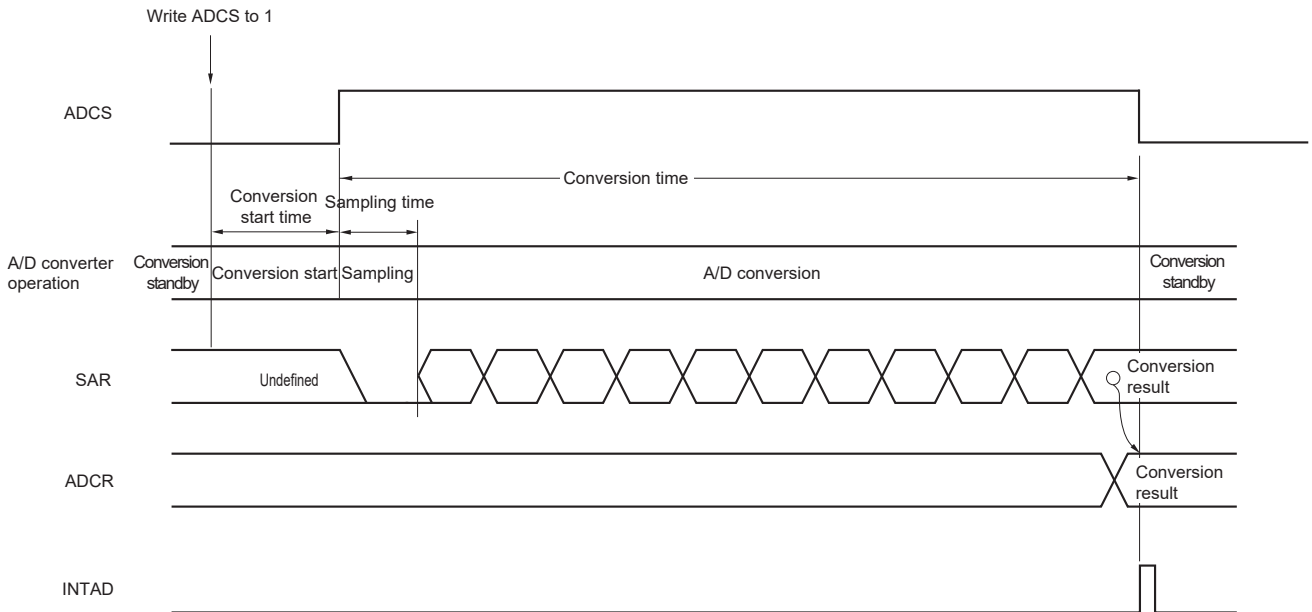 Write ADCS to 1
ADCS
Conversion time
Conversion
start time
Sampling time
A/D converter
operation
Conversion
standby
Conversion start
Sampling
A/D conversion
Conversion
standby
SAR
Undefined
Conversion
result
ADCR
Conversion
result
INTAD